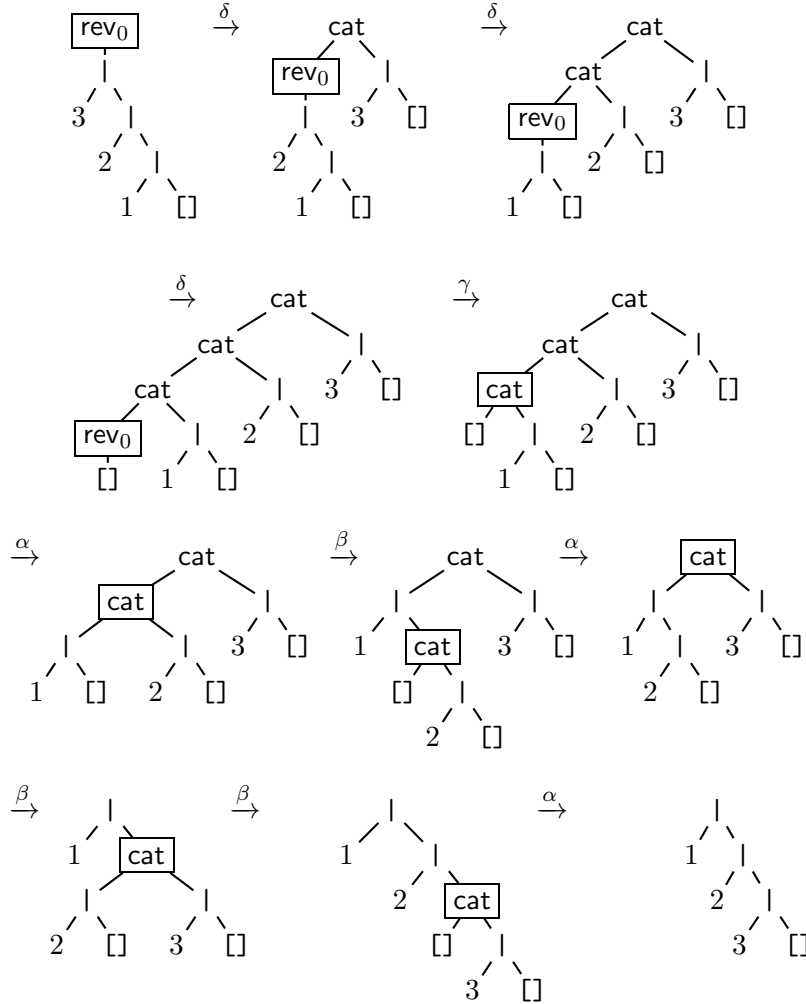 rev₀ →δ cat →δ cat
| rev₀ | cat |
3 | | 3 [] rev₀ | 3 []
2 | 2 | | 2 []
1 [] 1 [] 1 []
→δ cat →γ cat
cat | cat |
cat | 3 [] cat | 3 []
rev₀ | 2 [] [] | 2 []
[] 1 [] 1 []
→α cat →β cat →α cat
cat | | | | |
| | 3 [] 1 cat 3 [] 1 | 3 []
1 [] 2 [] [] | 2 []
2 []
→β | →β | →α |
1 cat 1 | 1 |
| | 2 cat 2 |
2 [] 3 [] [] | 3 []
3 []